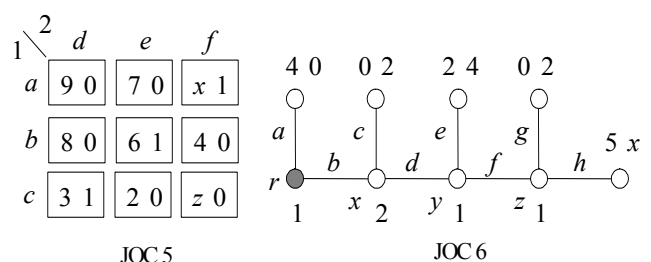 2
1 d e f
a 9 0 7 0 x 1
b 8 0 6 1 4 0
c 3 1 2 0 z 0
JOC 5
4 0 0 2 2 4 0 2
a c e g 5 x
r b d f h
1 x 2 y 1 z 1
JOC 6